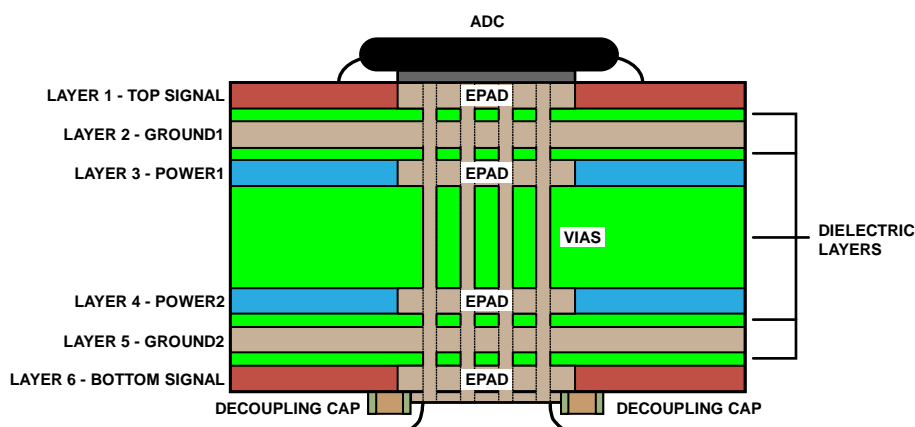 ADC
LAYER 1 - TOP SIGNAL
EPAD
LAYER 2 - GROUND1
LAYER 3 - POWER1
EPAD
VIAS
DIELECTRIC
LAYERS
LAYER 4 - POWER2
EPAD
LAYER 5 - GROUND2
LAYER 6 - BOTTOM SIGNAL
EPAD
DECOUPLING CAP
DECOUPLING CAP